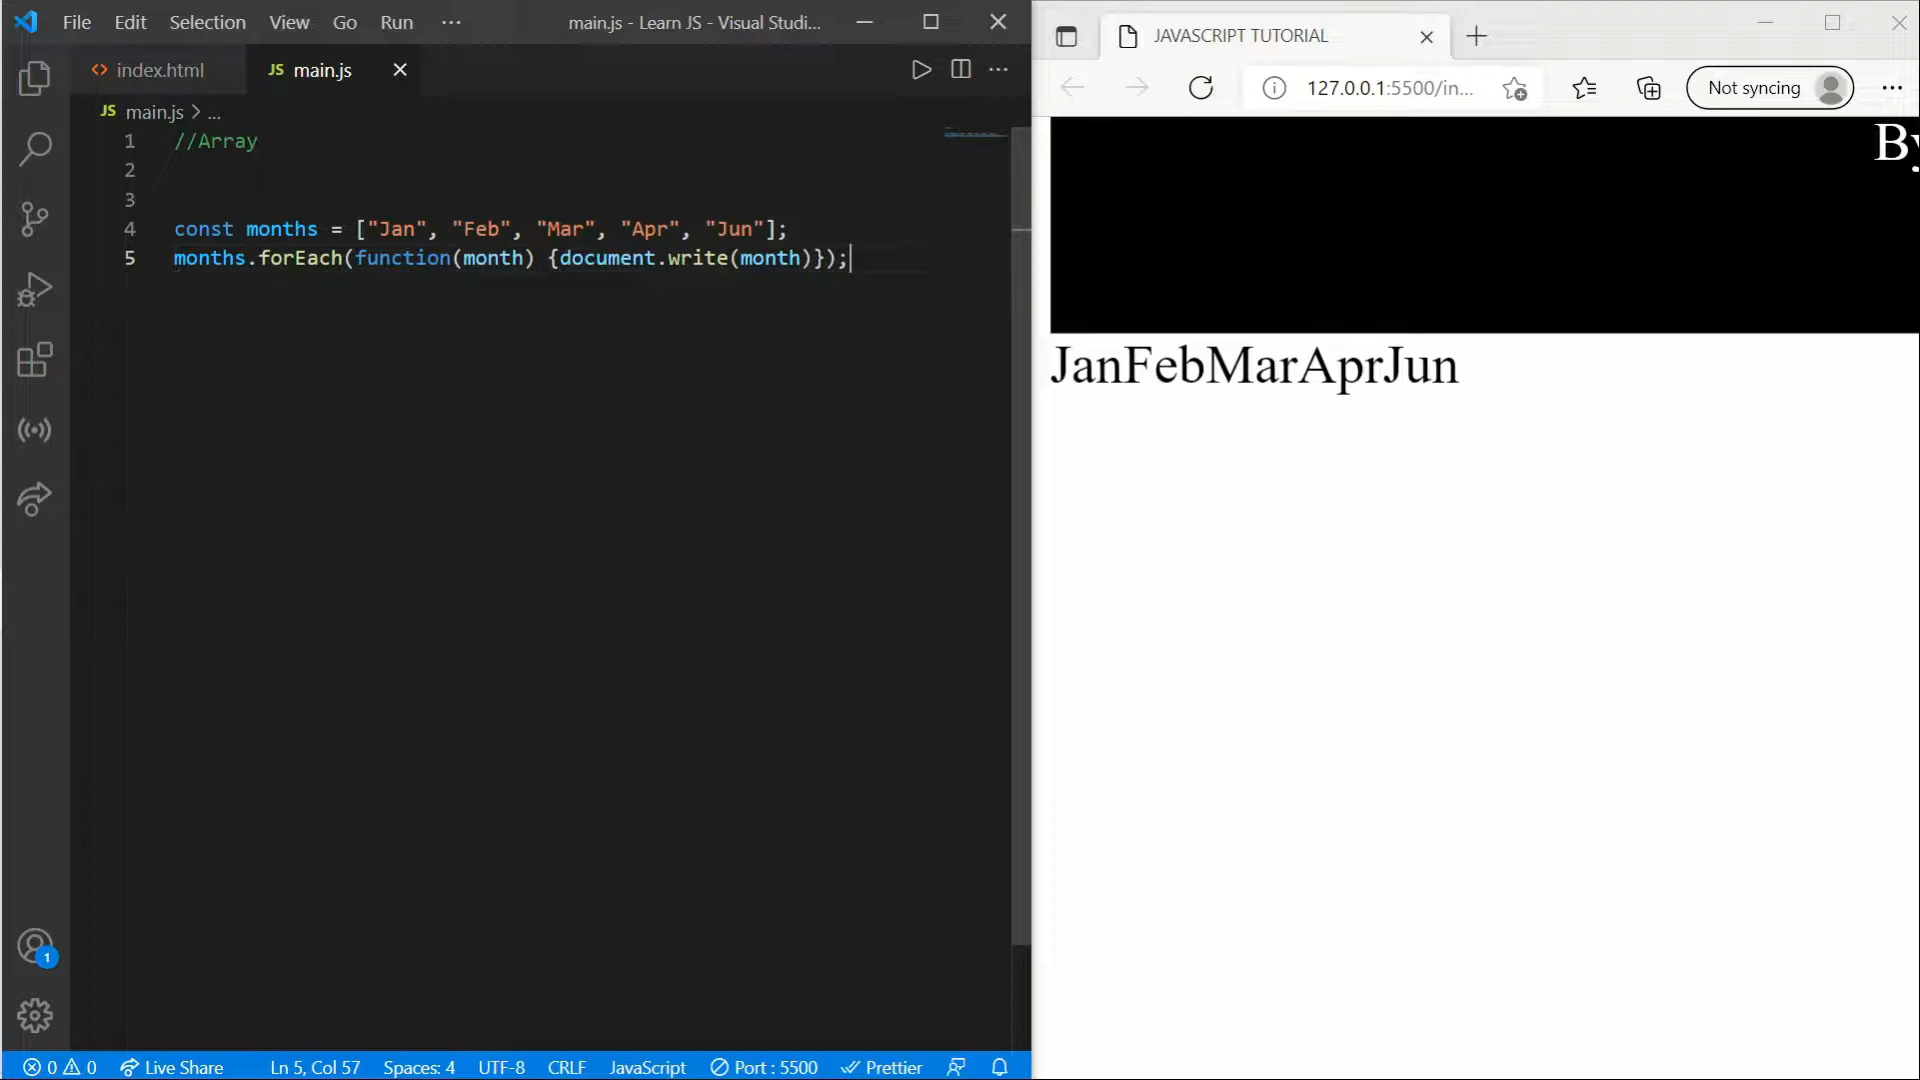 File Edit Selection View Go Run ··· main.js - Learn JS - Visual Studi...
index.html JS main.js
JS main.js > ...
1 //Array
2
3
4 const months = ["Jan", "Feb", "Mar", "Apr", "Jun"];
5 months.forEach(function(month) {document.write(month)});
1
0 0 Live Share Ln 5, Col 57 Spaces: 4 UTF-8 CRLF JavaScript Port : 5500 Prettier
JAVASCRIPT TUTORIAL
127.0.0.1:5500/in... Not syncing
By
JanFebMarAprJun